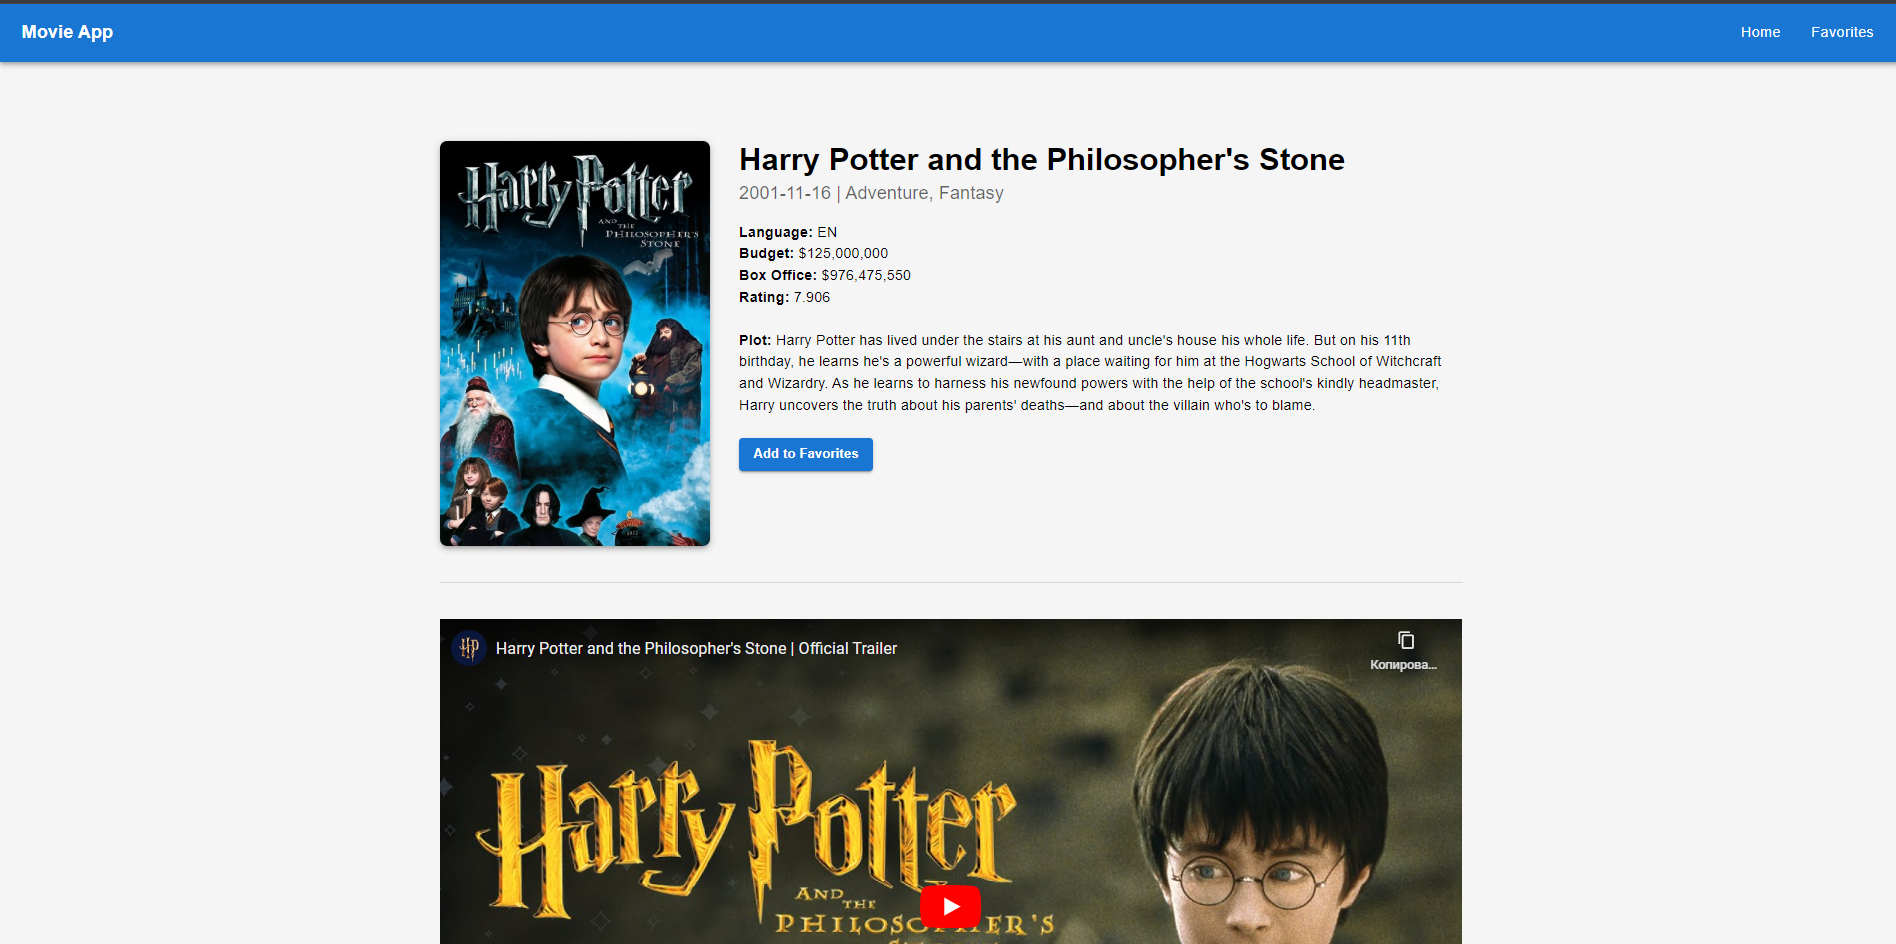 Movie App
Home
Favorites
Harry Potter
AND THE
PHILOSOPHER'S
STONE
Harry Potter and the Philosopher's Stone
2001-11-16 | Adventure, Fantasy
Language: EN
Budget: $125,000,000
Box Office: $976,475,550
Rating: 7.906
Plot: Harry Potter has lived under the stairs at his aunt and uncle's house his whole life. But on his 11th
birthday, he learns he's a powerful wizard—with a place waiting for him at the Hogwarts School of Witchcraft
and Wizardry. As he learns to harness his newfound powers with the help of the school's kindly headmaster,
Harry uncovers the truth about his parents' deaths—and about the villain who's to blame.
Add to Favorites
HP
Harry Potter and the Philosopher's Stone | Official Trailer
Копирова...
Harry Potter
AND THE
PHILOSOPHER'S